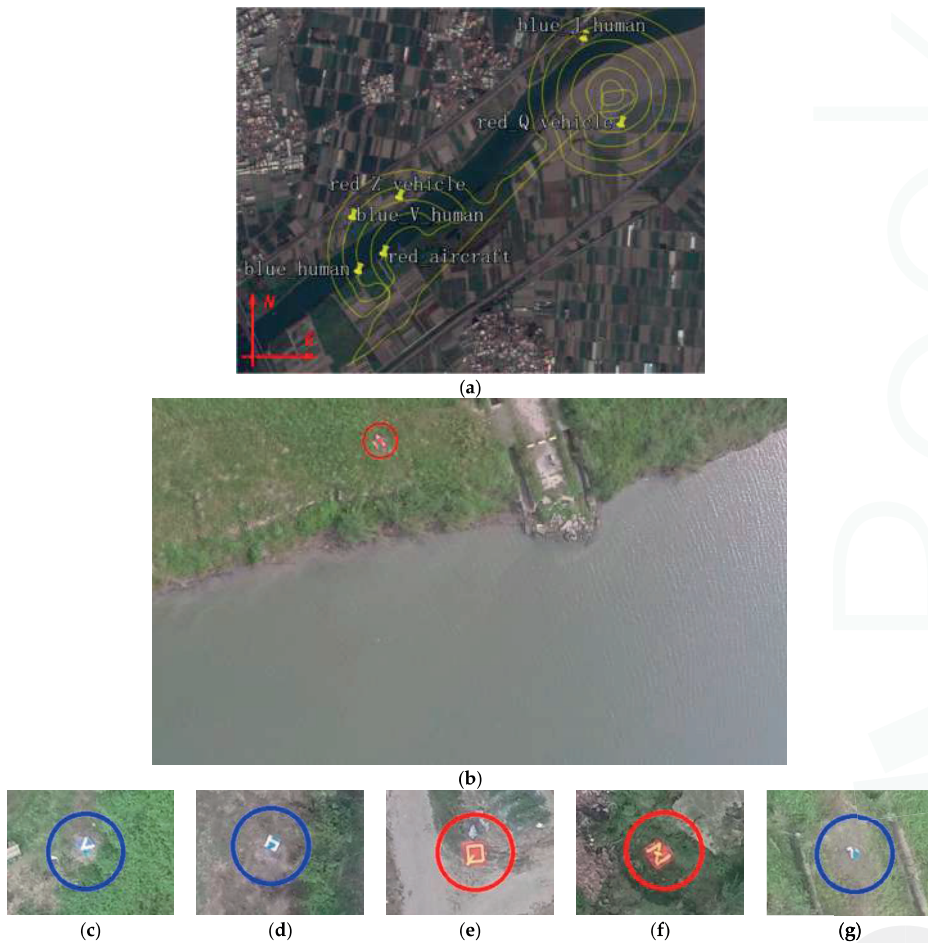 blue_J_human
red_Q_vehicle
red_Z_vehicle
blue_V_human
red_aircraft
blue_human
N
E
(a)
(b)
(c) (d) (e) (f) (g)